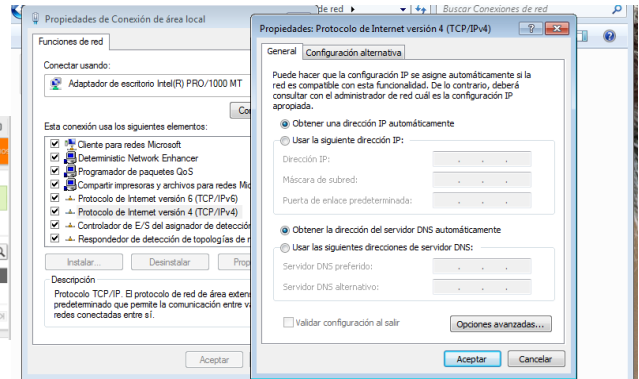 de red
Buscar Conexiones de red
Propiedades de Conexión de área local
Funciones de red
Conectar usando:
Adaptador de escritorio Intel(R) PRO/1000 MT
Esta conexión usa los siguientes elementos:
Cliente para redes Microsoft
Deterministic Network Enhancer
Programador de paquetes QoS
Compartir impresoras y archivos para redes Mic
Protocolo de Internet versión 6 (TCP/IPv6)
Protocolo de Internet versión 4 (TCP/IPv4)
Controlador de E/S del asignador de detección
Respondedor de detección de topologías de r
Instalar...
Desinstalar
Prop
Descripción
Protocolo TCP/IP. El protocolo de red de área exten
predeterminado que permite la comunicación entre va
redes conectadas entre sí.
Aceptar
Propiedades: Protocolo de Internet versión 4 (TCP/IPv4)
General
Configuración alternativa
Puede hacer que la configuración IP se asigne automáticamente si la
red es compatible con esta funcionalidad. De lo contrario, deberá
consultar con el administrador de red cuál es la configuración IP
apropiada.
Obtener una dirección IP automáticamente
Usar la siguiente dirección IP:
Dirección IP:
Máscara de subred:
Puerta de enlace predeterminada:
Obtener la dirección del servidor DNS automáticamente
Usar las siguientes direcciones de servidor DNS:
Servidor DNS preferido:
Servidor DNS alternativo:
Validar configuración al salir
Opciones avanzadas...
Aceptar
Cancelar